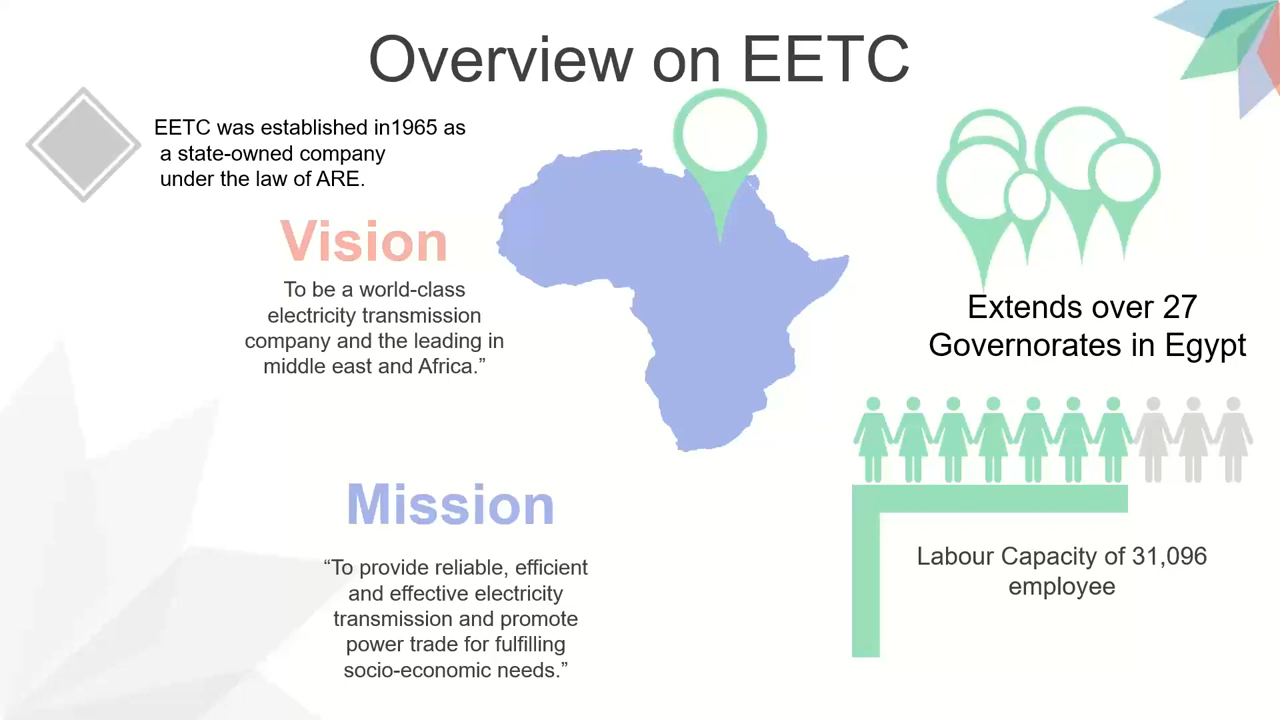 Overview on EETC
EETC was established in1965 as
a state-owned company
under the law of ARE.
Vision
To be a world-class
electricity transmission
company and the leading in
middle east and Africa.”
Mission
“To provide reliable, efficient
and effective electricity
transmission and promote
power trade for fulfilling
socio-economic needs.”
Extends over 27
Governorates in Egypt
Labour Capacity of 31,096
employee